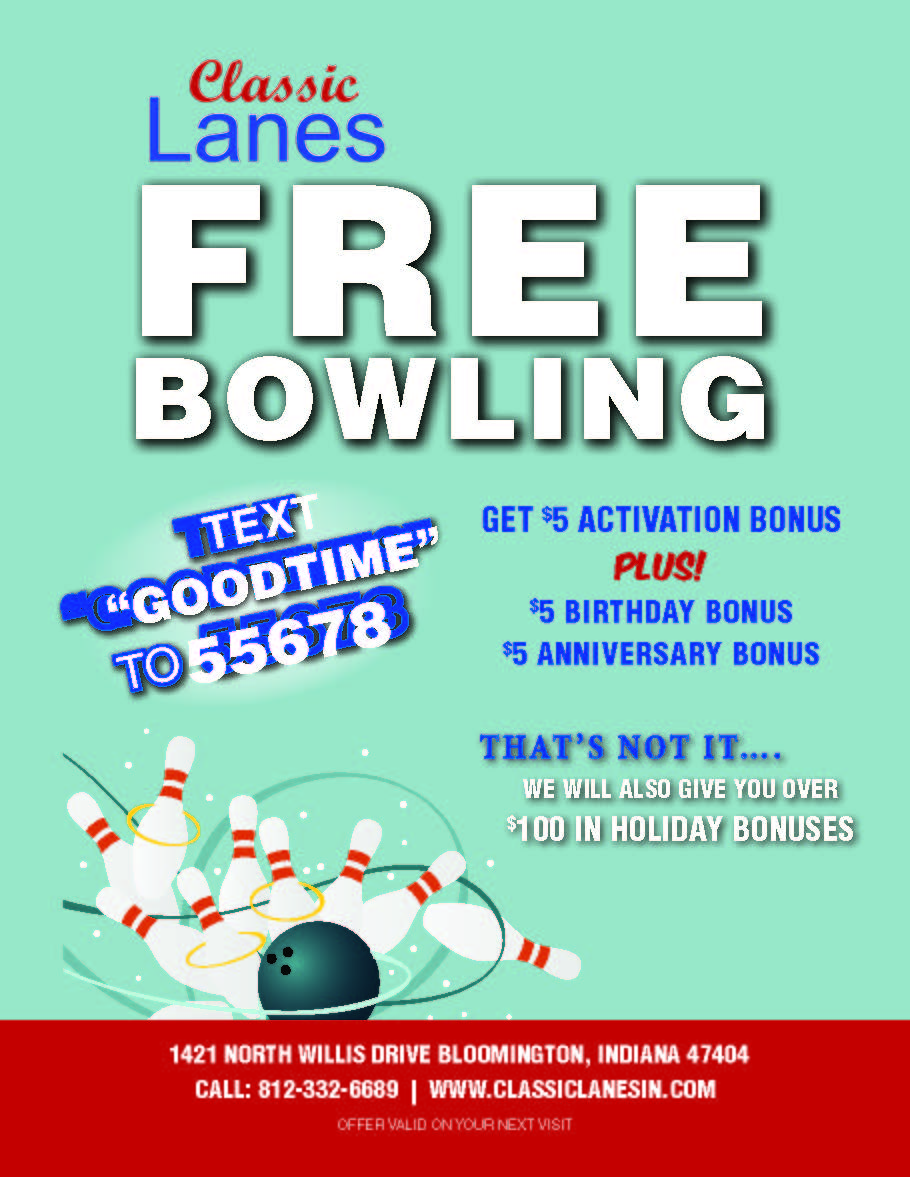 Classic
Lanes
FREE
BOWLING
TEXT
“GOODTIME”
TO 55678
GET $5 ACTIVATION BONUS
PLUS!
$5 BIRTHDAY BONUS
$5 ANNIVERSARY BONUS
THAT’S NOT IT....
WE WILL ALSO GIVE YOU OVER
$100 IN HOLIDAY BONUSES
1421 NORTH WILLIS DRIVE BLOOMINGTON, INDIANA 47404
CALL: 812-332-6689 | WWW.CLASSICLANESIN.COM
OFFER VALID ON YOUR NEXT VISIT